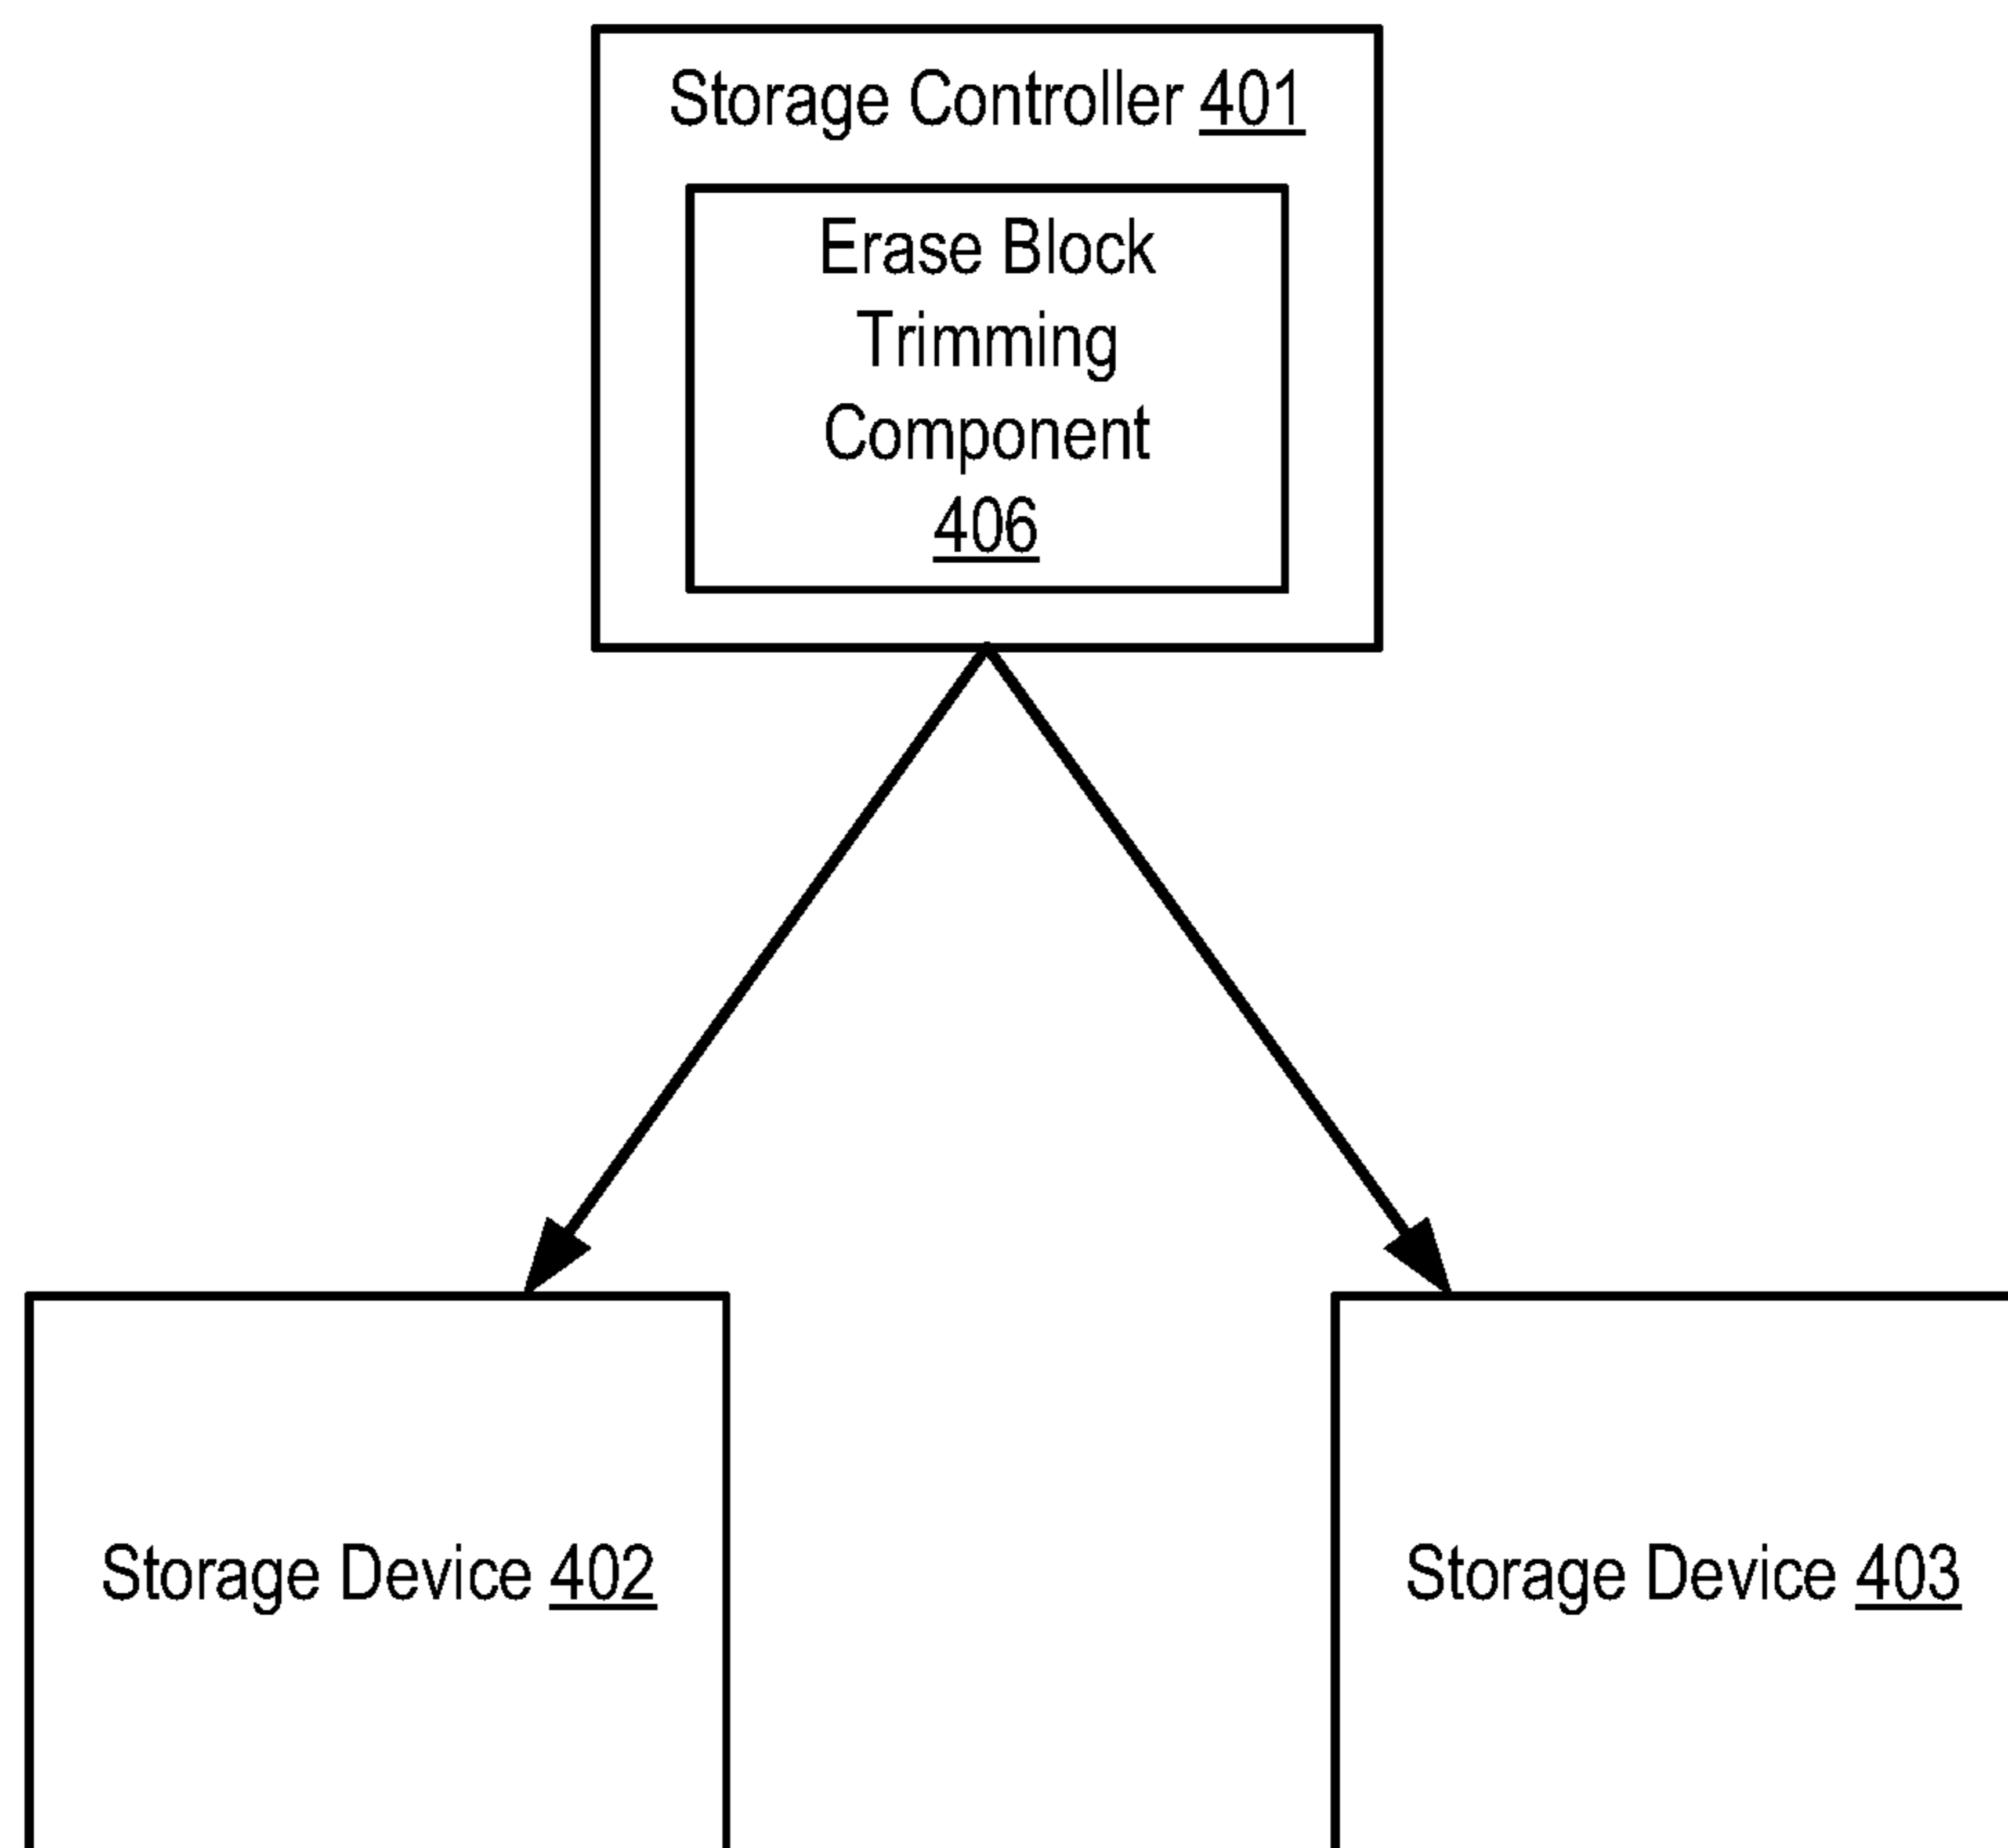 Storage Controller 401
Erase Block
Trimming
Component
406
Storage Device 402
Storage Device 403